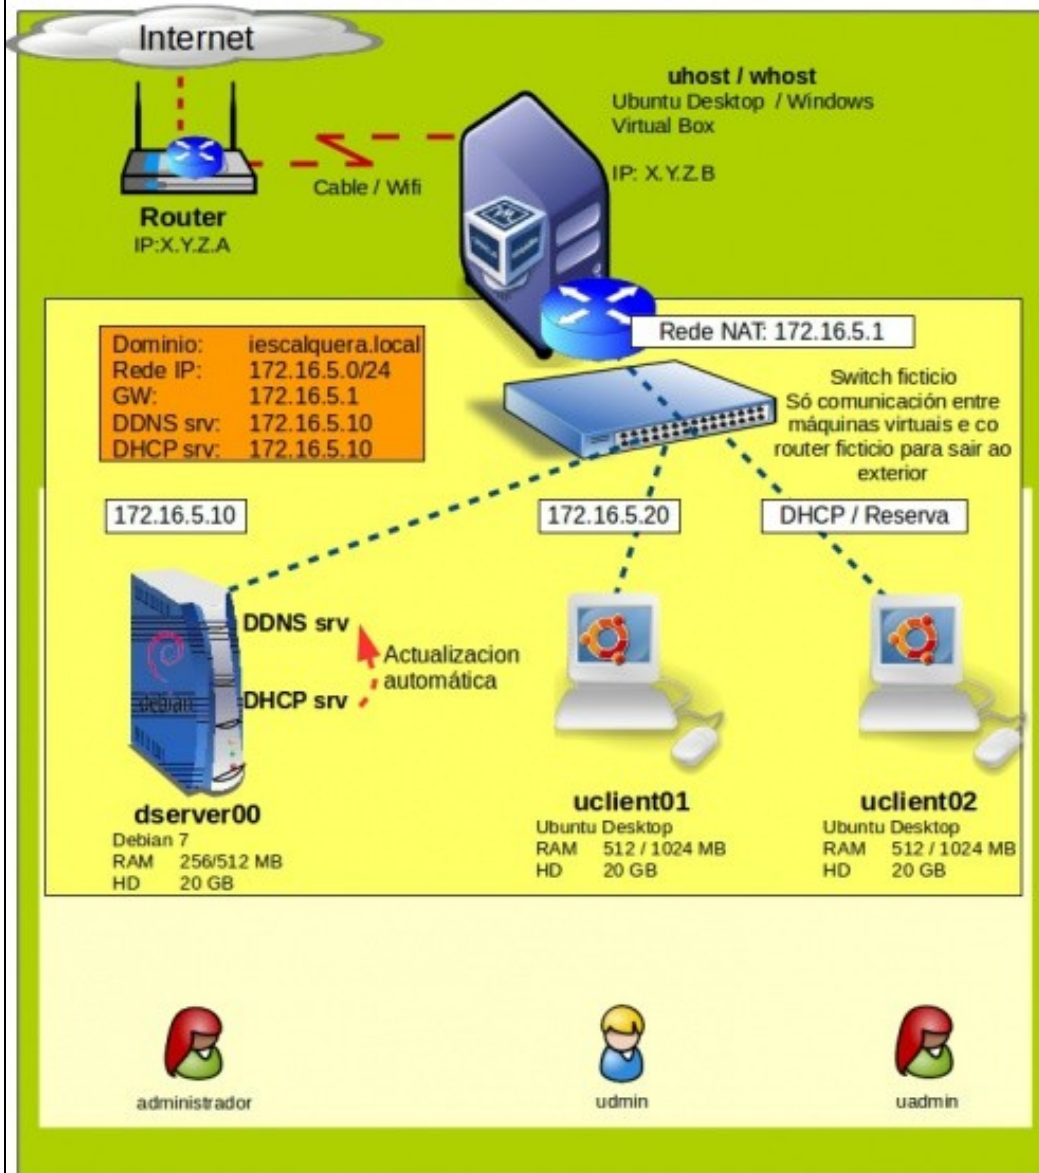 Internet
uhost / whost
Ubuntu Desktop / Windows
Virtual Box
IP: X.Y.Z.B
Cable / Wifi
Router
IP:X.Y.Z.A
Rede NAT: 172.16.5.1
Dominio: iescalquera.local
Rede IP: 172.16.5.0/24
GW: 172.16.5.1
DDNS srv: 172.16.5.10
DHCP srv: 172.16.5.10
Switch ficticio
Só comunicación entre
máquinas virtuais e co
router ficticio para sair ao
exterior
172.16.5.10
172.16.5.20
DHCP / Reserva
DDNS srv
Actualizacion
automática
DHCP srv
debian
dserver00
Debian 7
RAM 256/512 MB
HD 20 GB
uclient01
Ubuntu Desktop
RAM 512 / 1024 MB
HD 20 GB
uclient02
Ubuntu Desktop
RAM 512 / 1024 MB
HD 20 GB
administrador
udmin
uadmin